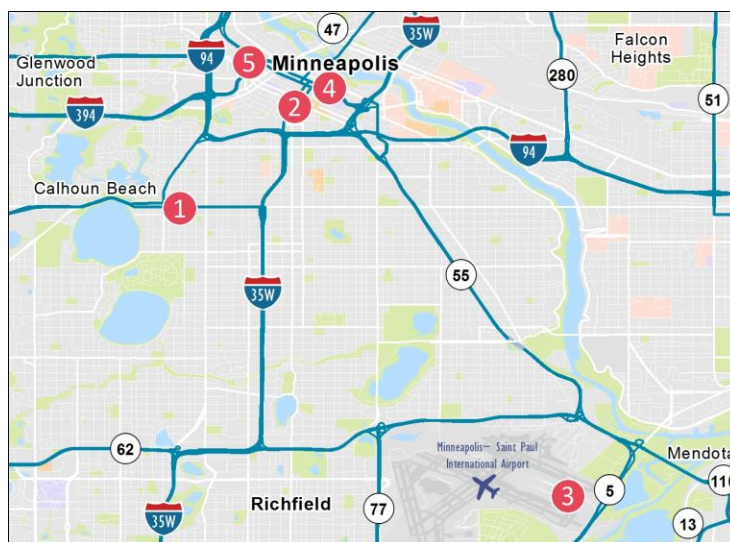 47
35W
Glenwood
Junction
94
5
Minneapolis
Falcon
Heights
280
4
51
2
394
94
Calhoun Beach
1
55
35W
62
Minneapolis– Saint Paul
International Airport
Mendota
110
3
5
Richfield
35W
77
13